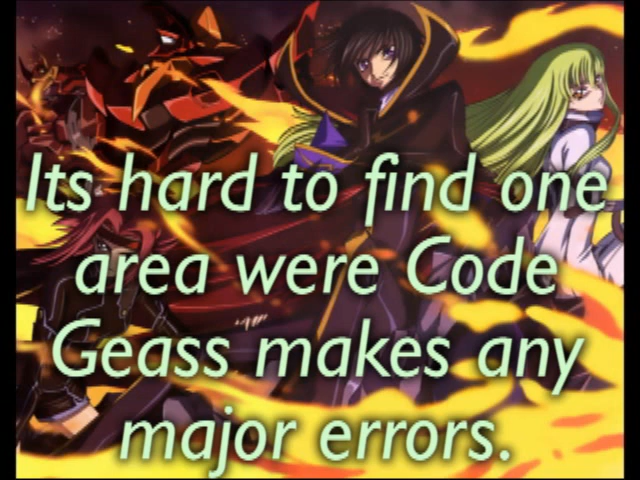 Its hard to find one
area were Code
Geass makes any
major errors.